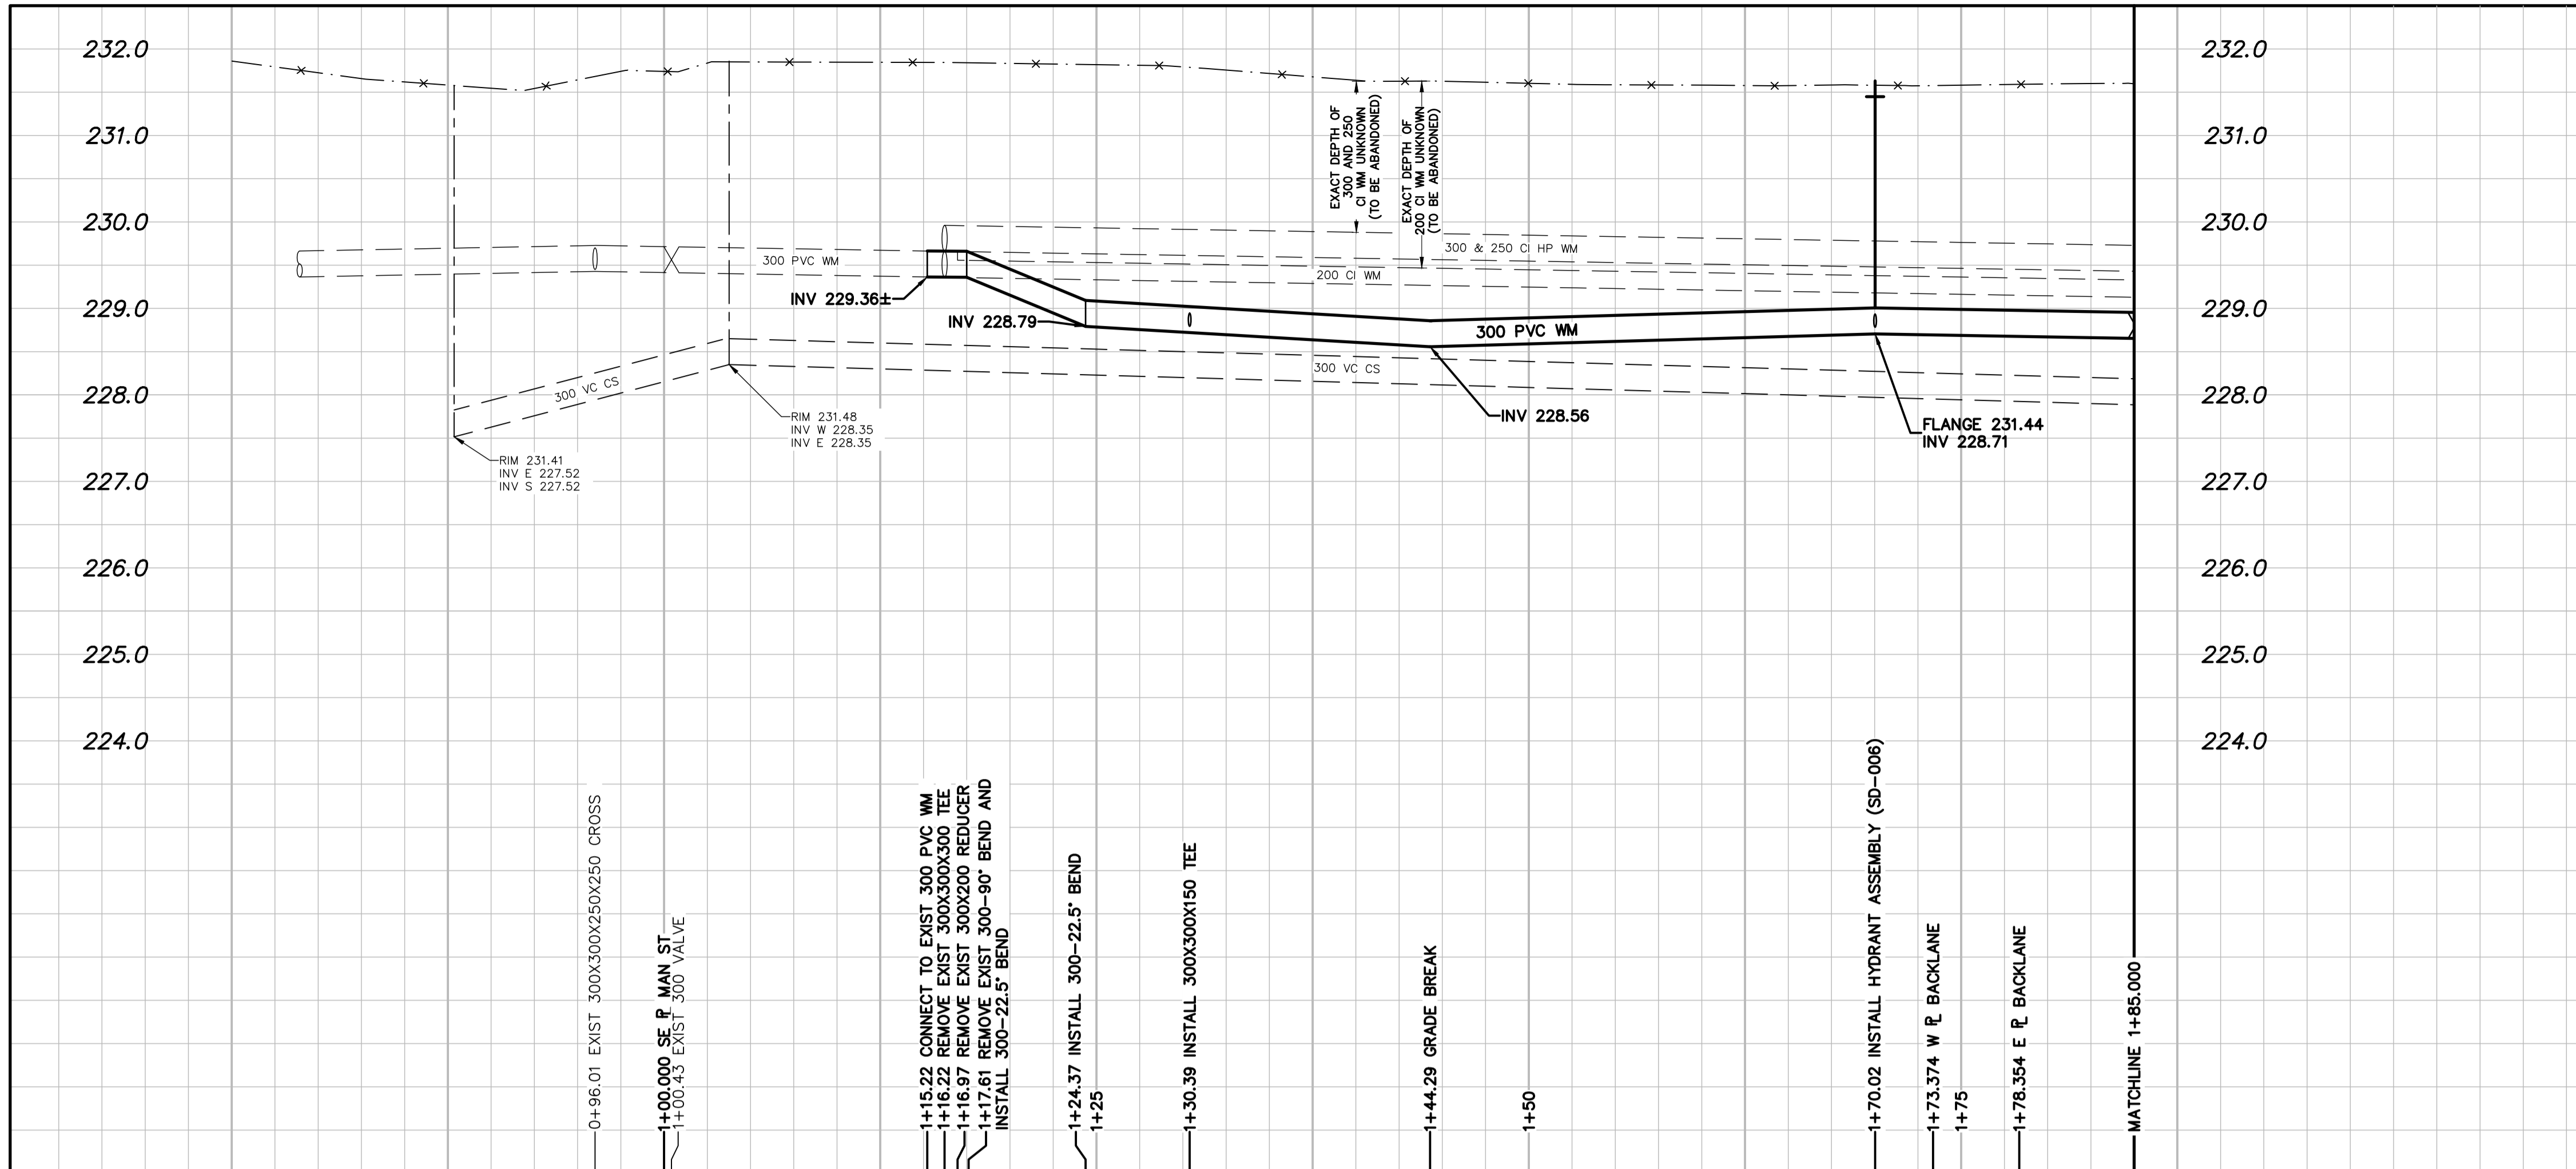 232.0
231.0
230.0
229.0
228.0
227.0
226.0
225.0
224.0
232.0
231.0
230.0
229.0
228.0
227.0
226.0
225.0
224.0
EXACT DEPTH OF
300 AND 250
CI WM UNKNOWN
(TO BE ABANDONED)
EXACT DEPTH OF
200 CI WM UNKNOWN
(TO BE ABANDONED)
300 PVC WM
300 & 250 CI HP WM
200 CI WM
INV 229.36±
INV 228.79
300 PVC WM
300 VC CS
300 VC CS
RIM 231.48
INV W 228.35
INV E 228.35
INV 228.56
FLANGE 231.44
INV 228.71
RIM 231.41
INV E 227.52
INV S 227.52
0+96.01 EXIST 300X300X250X250 CROSS
1+00.000 SE ⅊ MAN ST
1+00.43 EXIST 300 VALVE
1+15.22 CONNECT TO EXIST 300 PVC WM
1+16.22 REMOVE EXIST 300X300X300 TEE
1+16.97 REMOVE EXIST 300X200 REDUCER
1+17.61 REMOVE EXIST 300-90° BEND AND
INSTALL 300-22.5° BEND
1+24.37 INSTALL 300-22.5° BEND
1+25
1+30.39 INSTALL 300X300X150 TEE
1+44.29 GRADE BREAK
1+50
1+70.02 INSTALL HYDRANT ASSEMBLY (SD-006)
1+73.374 W ⅊ BACKLANE
1+75
1+78.354 E ⅊ BACKLANE
MATCHLINE 1+85.000